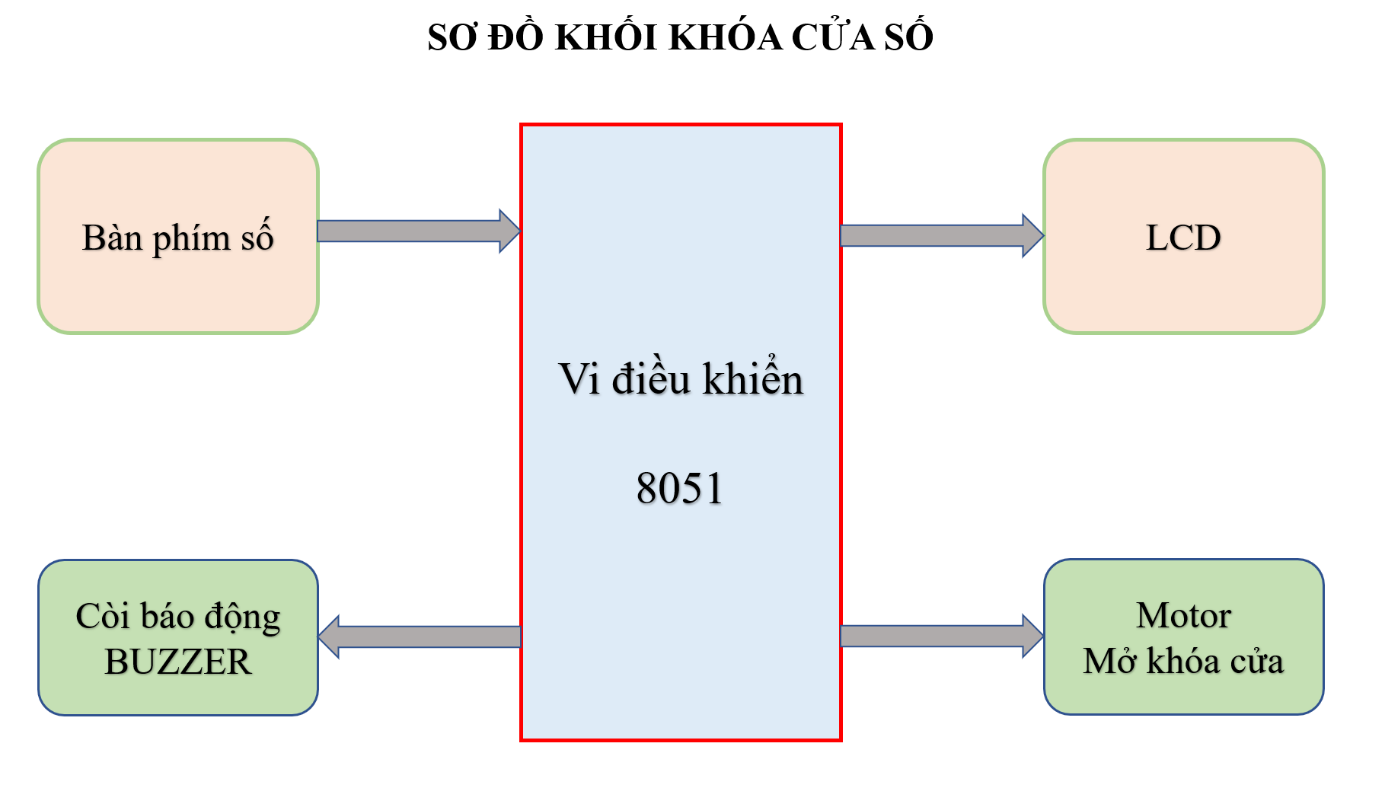 SƠ ĐỒ KHỐI KHÓA CỬA SỐ
Bàn phím số
LCD
Vi điều khiển
8051
Còi báo động
BUZZER
Motor
Mở khóa cửa